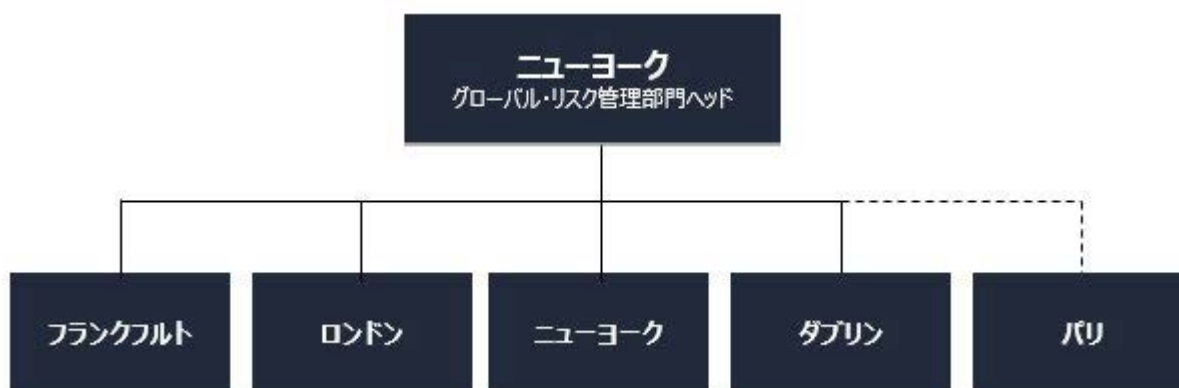 ニューヨーク
グローバル・リスク管理部門ヘッド
フランクフルト
ロンドン
ニューヨーク
ダブリン
パリ